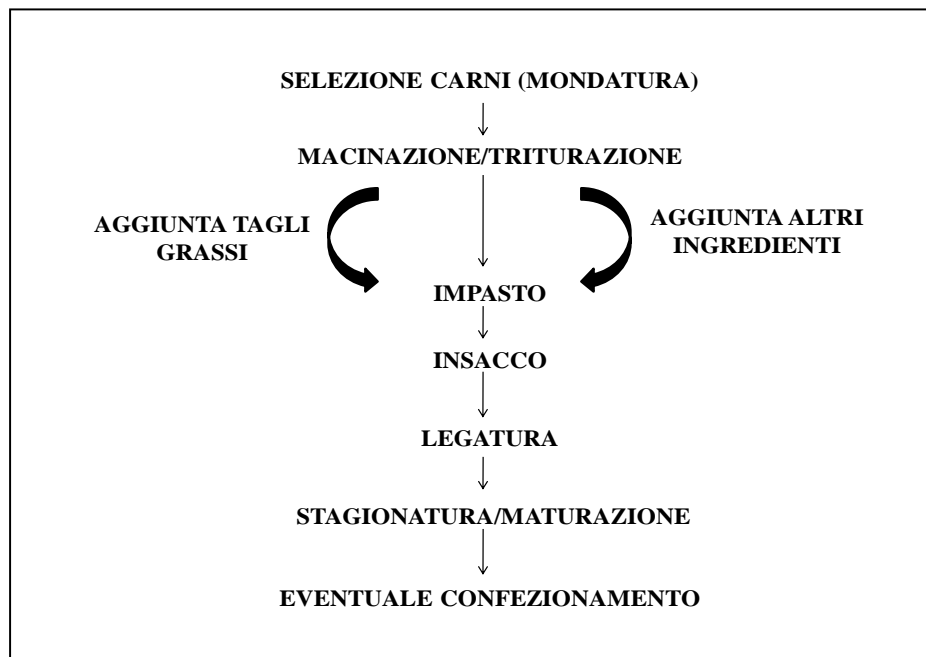 SELEZIONE CARNI (MONDATURA)
MACINAZIONE/TRITURAZIONE
AGGIUNTA TAGLI
GRASSI
AGGIUNTA ALTRI
INGREDIENTI
IMPASTO
INSACCO
LEGATURA
STAGIONATURA/MATURAZIONE
EVENTUALE CONFEZIONAMENTO